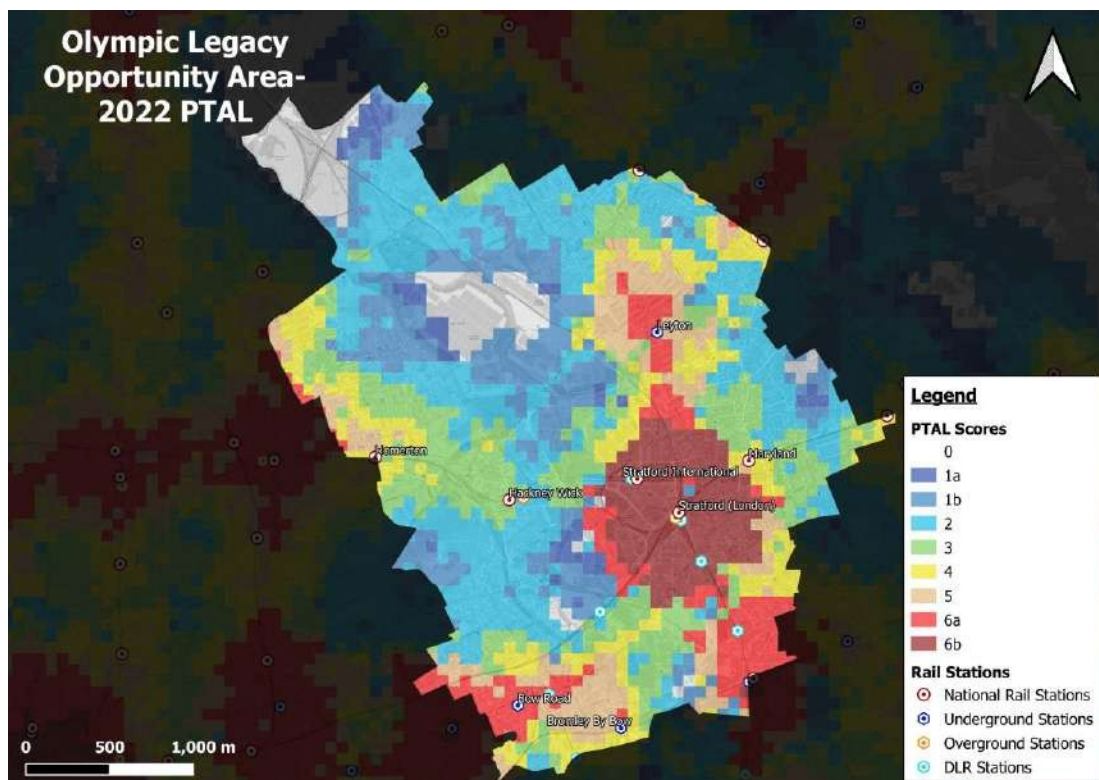 Olympic Legacy
Opportunity Area-
2022 PTAL
Leyton
Homerton
Maryland
Stratford International
Hackney Wick
Stratford (London)
Bow Road
Bromley By Bow
Legend
PTAL Scores
0
1a
1b
2
3
4
5
6a
6b
Rail Stations
National Rail Stations
Underground Stations
Overground Stations
DLR Stations
0 500 1,000 m